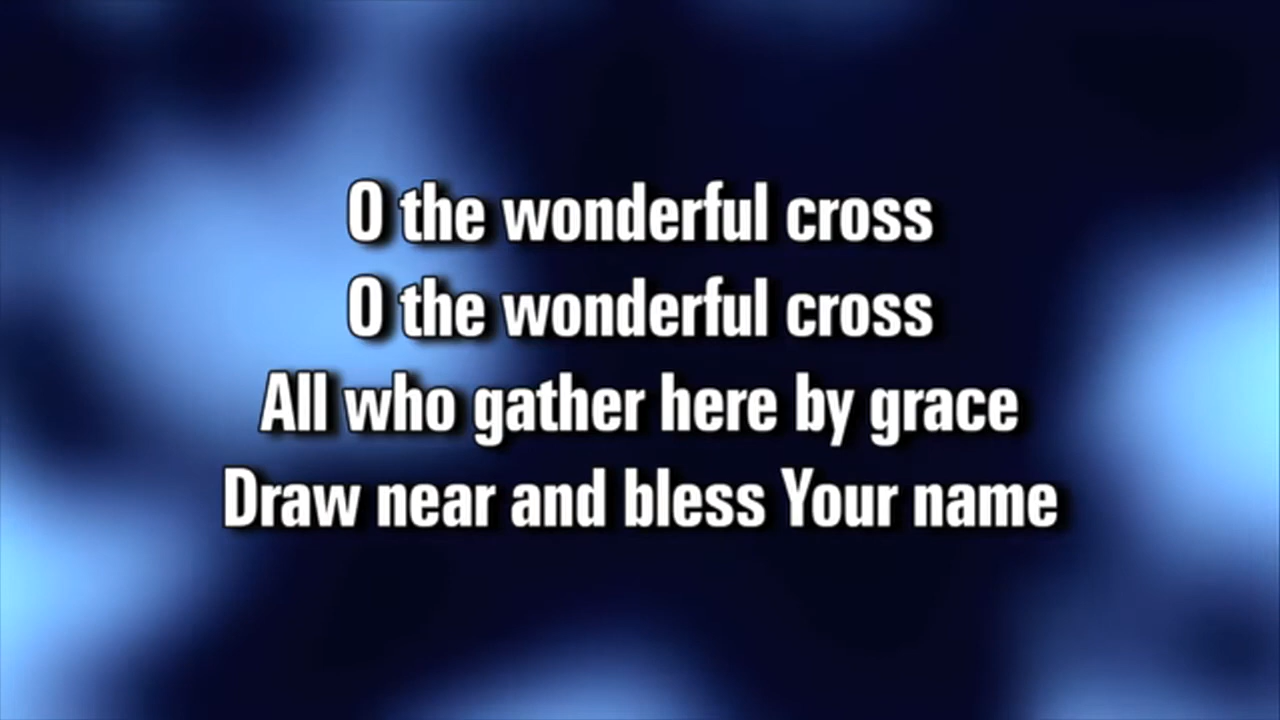 O the wonderful cross
O the wonderful cross
All who gather here by grace
Draw near and bless Your name